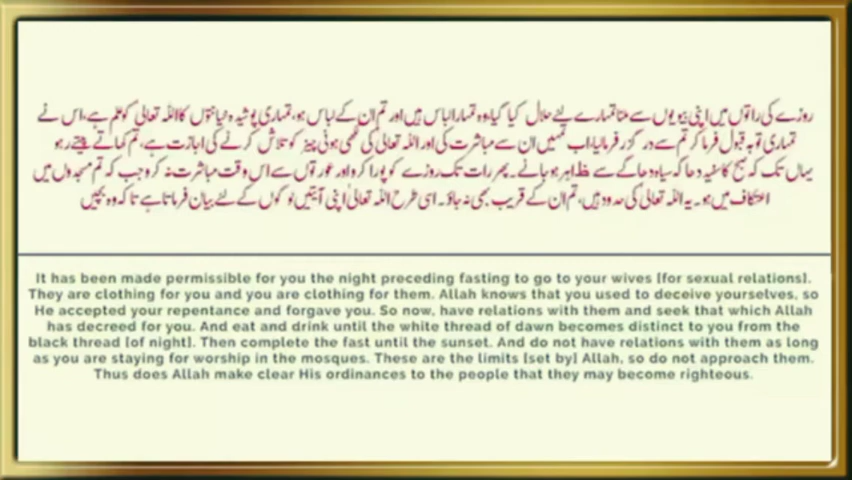 روزے کی راتوں میں اپنی بیویوں سے ملنا تمہارے لئے حلال کیا گیا، وہ تمہارا لباس ہیں اور تم ان کے لباس ہو، تمہاری پوشیدہ خیانتوں کا اللہ تعالیٰ کو علم ہے، اس نے
تمہاری توبہ قبول فرما کر تم سے درگزر فرمالیا، اب تمہیں ان سے مباشرت کی اور اللہ تعالیٰ کی لکھی ہوئی چیز کو تلاش کرنے کی اجازت ہے، تم کھاتے پیتے رہو
یہاں تک کہ صبح کا سفید دھاگہ سیاہ دھاگے سے ظاہر ہوجائے۔ پھر رات تک روزے کو پورا کرو اور عورتوں سے اس وقت مباشرت نہ کرو جب کہ تم مسجدوں میں
اعتکاف میں ہو۔ یہ اللہ تعالیٰ کی حدود ہیں، تم ان کے قریب بھی نہ جاؤ۔ اسی طرح اللہ تعالیٰ اپنی آیتیں لوگوں کے لئے بیان فرماتا ہے تاکہ وہ بچیں
It has been made permissible for you the night preceding fasting to go to your wives [for sexual relations].
They are clothing for you and you are clothing for them. Allah knows that you used to deceive yourselves, so
He accepted your repentance and forgave you. So now, have relations with them and seek that which Allah
has decreed for you. And eat and drink until the white thread of dawn becomes distinct to you from the
black thread [of night]. Then complete the fast until the sunset. And do not have relations with them as long
as you are staying for worship in the mosques. These are the limits [set by] Allah, so do not approach them.
Thus does Allah make clear His ordinances to the people that they may become righteous.